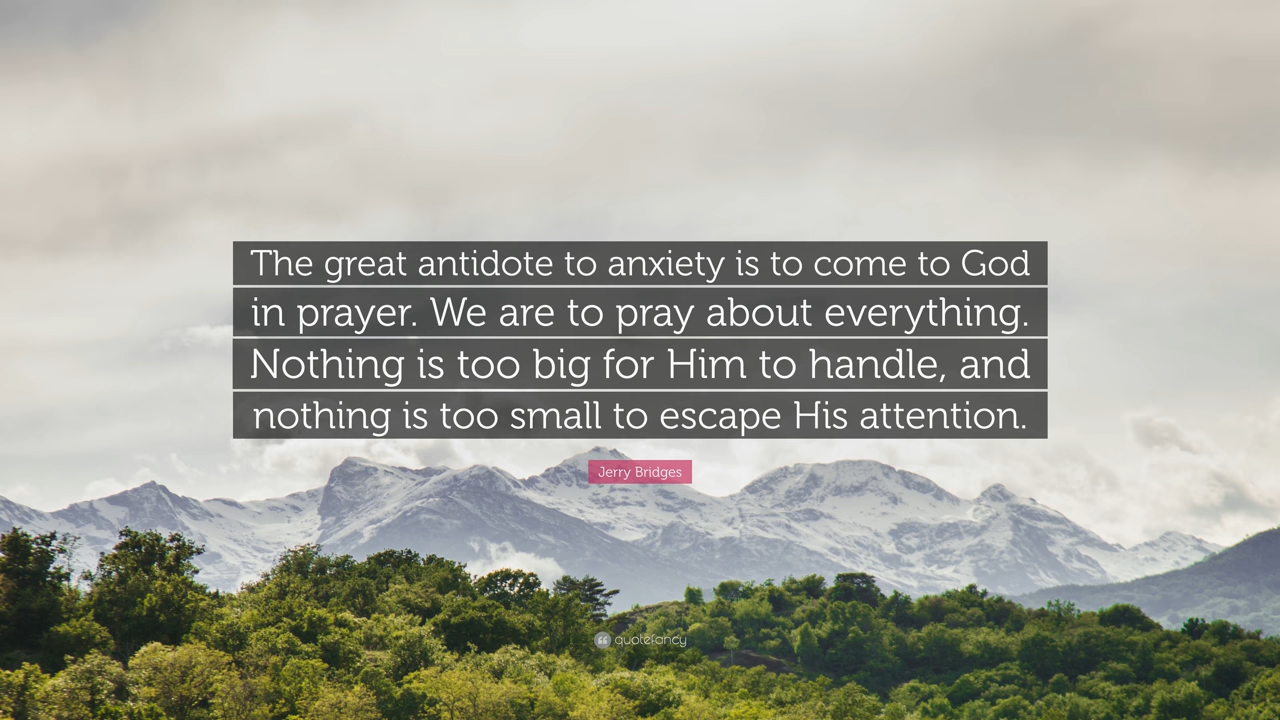 The great antidote to anxiety is to come to God
in prayer. We are to pray about everything.
Nothing is too big for Him to handle, and
nothing is too small to escape His attention.
Jerry Bridges
quotefancy